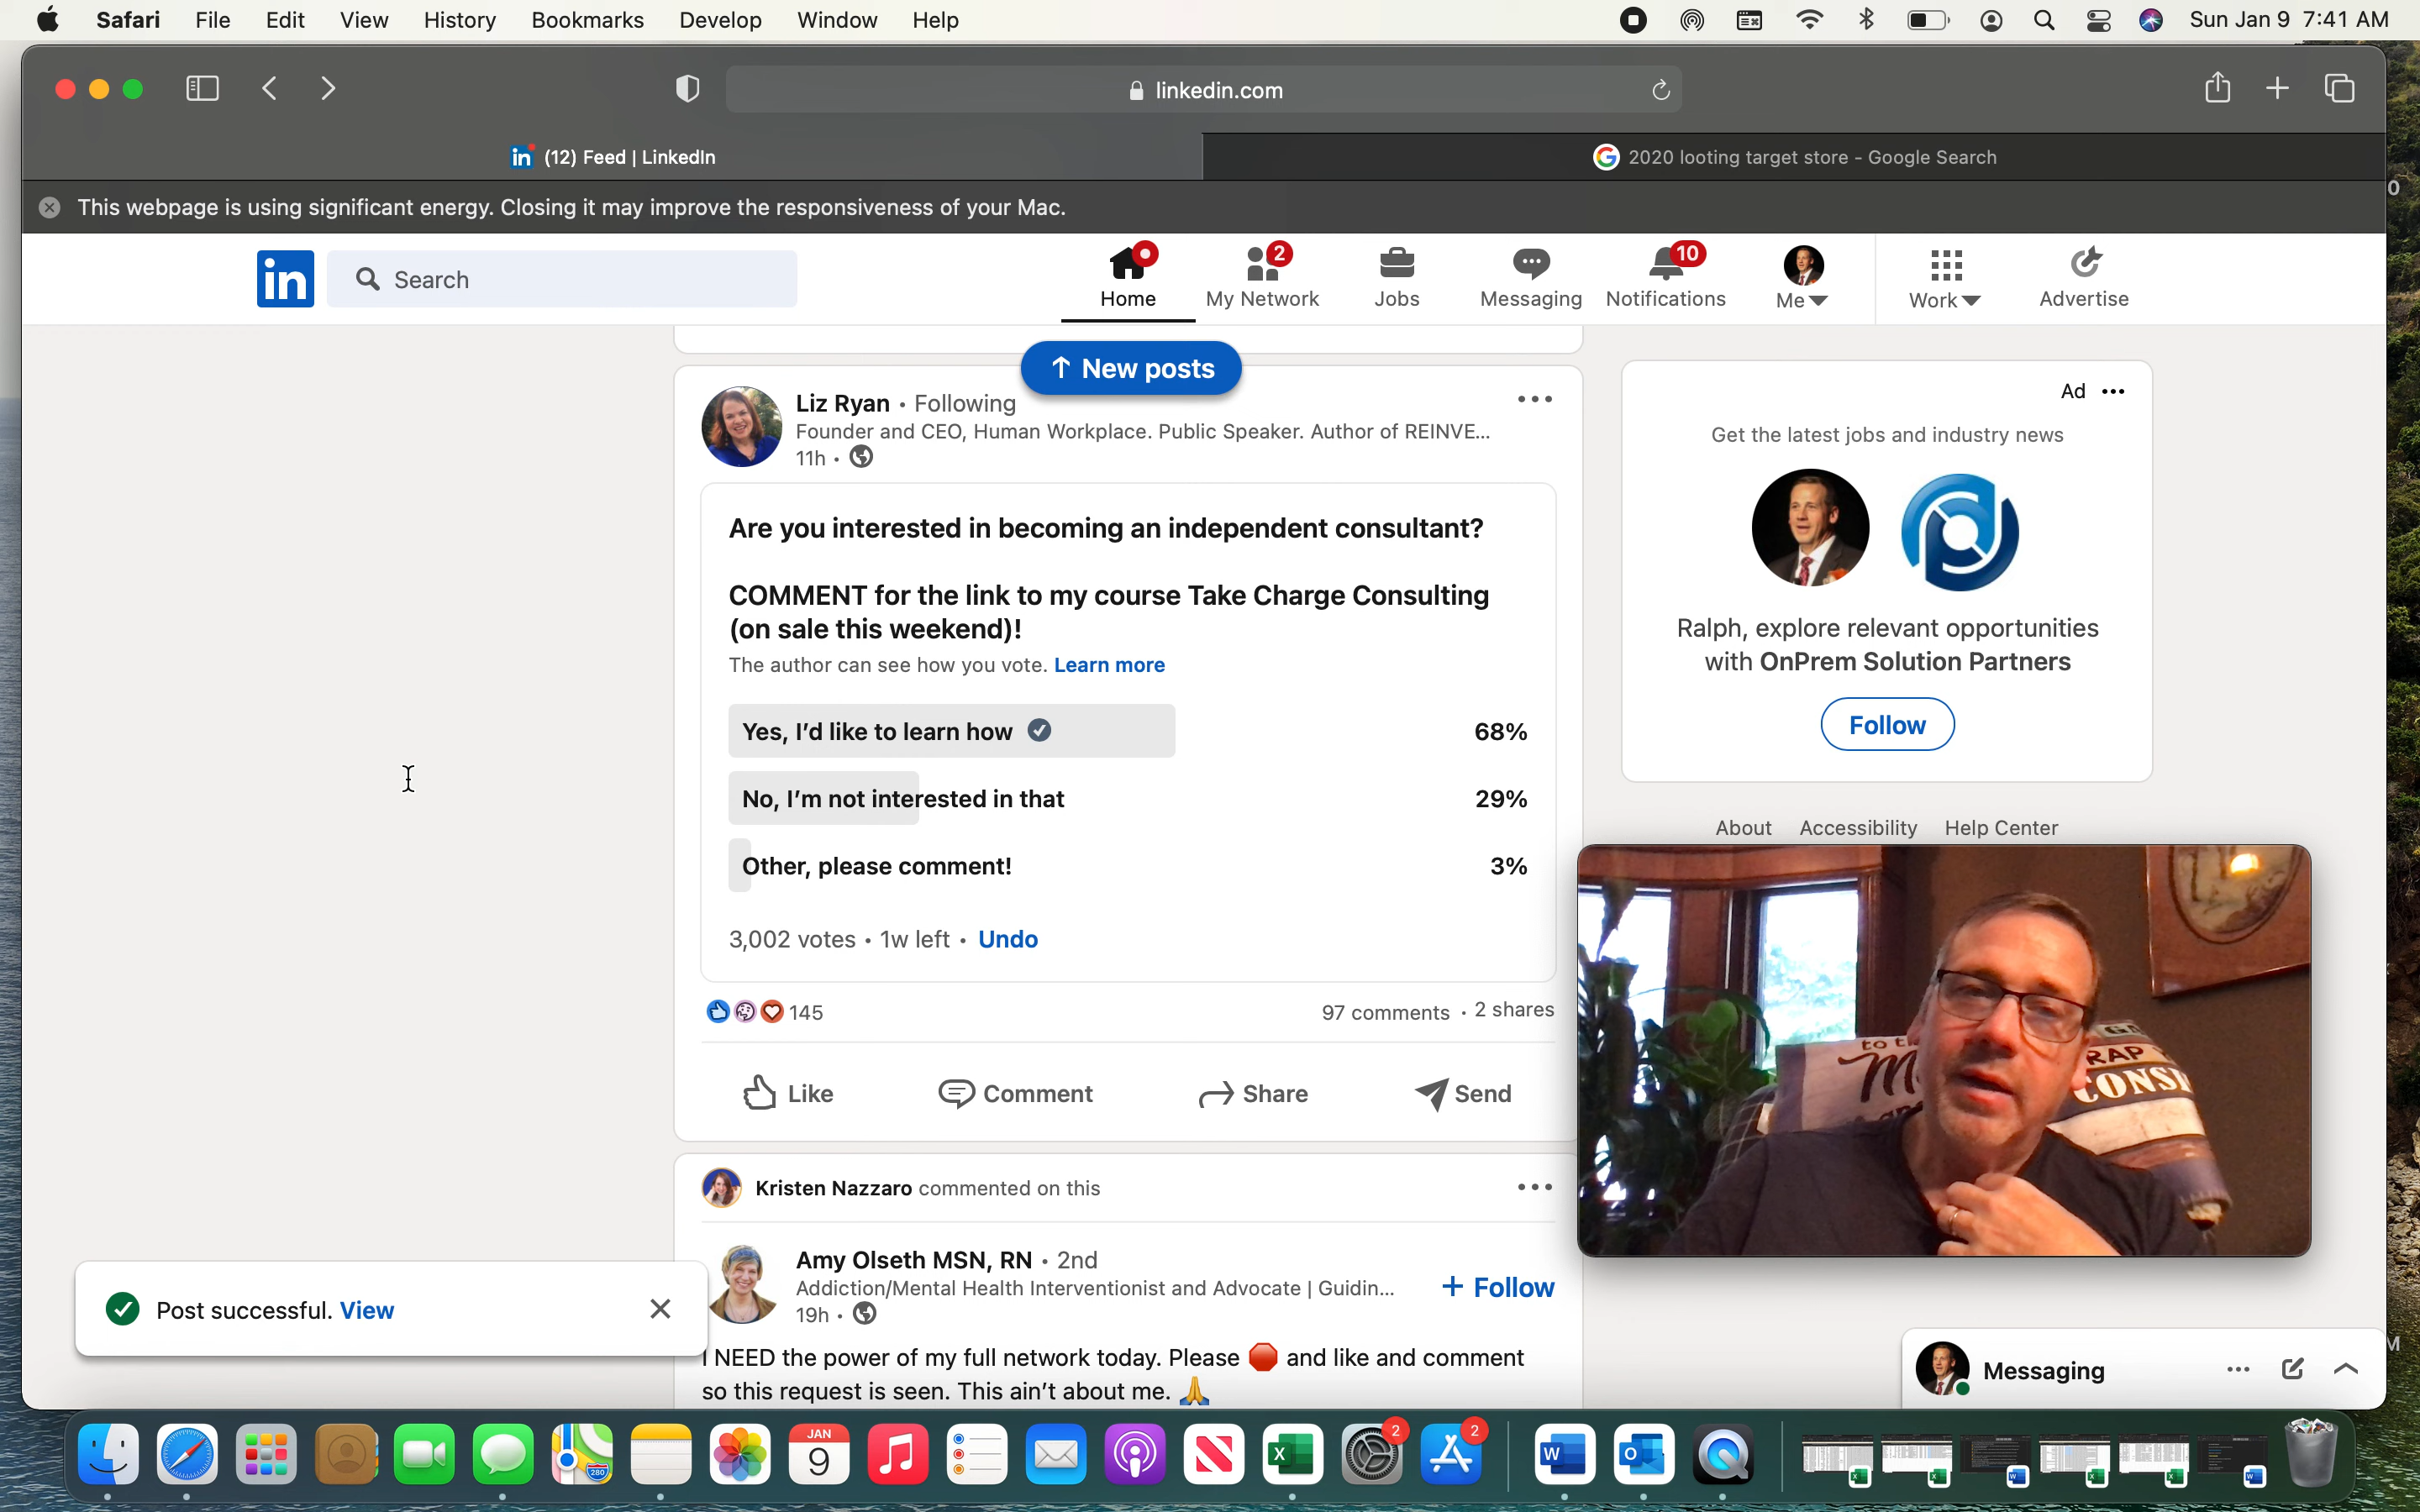 Safari File Edit View History Bookmarks Develop Window Help Sun Jan 9 7:41 AM
linkedin.com
in (12) Feed | LinkedIn
G 2020 looting target store - Google Search
This webpage is using significant energy. Closing it may improve the responsiveness of your Mac.
in Search
2 10
Home My Network Jobs Messaging Notifications Me Work Advertise
↑ New posts
Liz Ryan • Following
Founder and CEO, Human Workplace. Public Speaker. Author of REINVE...
11h •
Are you interested in becoming an independent consultant?
COMMENT for the link to my course Take Charge Consulting
(on sale this weekend)!
The author can see how you vote. Learn more
Yes, I’d like to learn how 68%
No, I’m not interested in that 29%
Other, please comment! 3%
3,002 votes • 1w left • Undo
145 97 comments • 2 shares
Like Comment Share Send
Kristen Nazzaro commented on this
Amy Olseth MSN, RN • 2nd
Addiction/Mental Health Interventionist and Advocate | Guidin...
19h •
+ Follow
I NEED the power of my full network today. Please 🛑 and like and comment
so this request is seen. This ain’t about me. 🙏
Ad
Get the latest jobs and industry news
Ralph, explore relevant opportunities
with OnPrem Solution Partners
Follow
About Accessibility Help Center
to th
RAP
CONSI
Post successful. View
Messaging
JAN
9
280
2
2
W
O
X